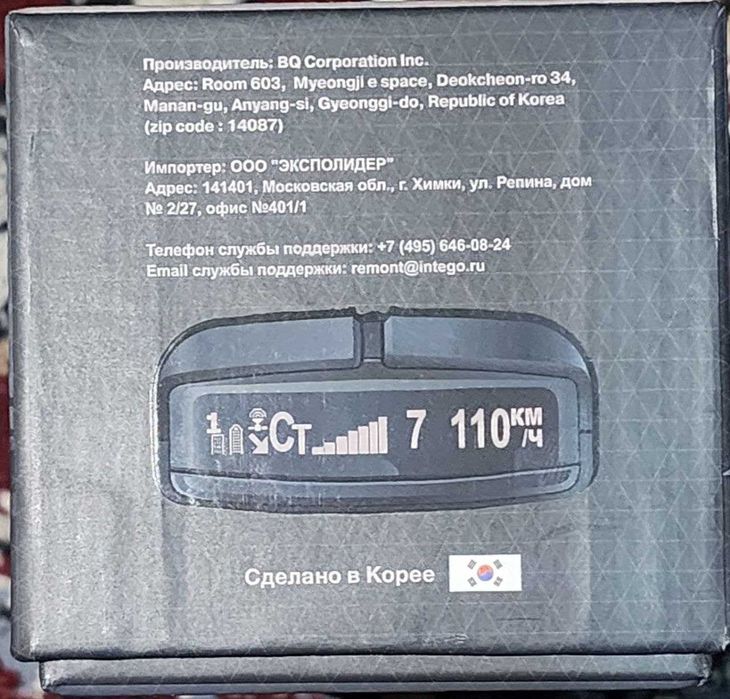 Производитель: BQ Corporation Inc.
Адрес: Room 603, Myeongji e space, Deokcheon-ro 34,
Manan-gu, Anyang-si, Gyeonggi-do, Republic of Korea
(zip code : 14087)
Импортер: ООО "ЭКСПОЛИДЕР"
Адрес: 141401, Московская обл., г. Химки, ул. Репина, дом
№ 2/27, офис №401/1
Телефон службы поддержки: +7 (495) 646-08-24
Email службы поддержки: remont@intego.ru
1 Ст 7 110 КМ
/Ч
Сделано в Корее